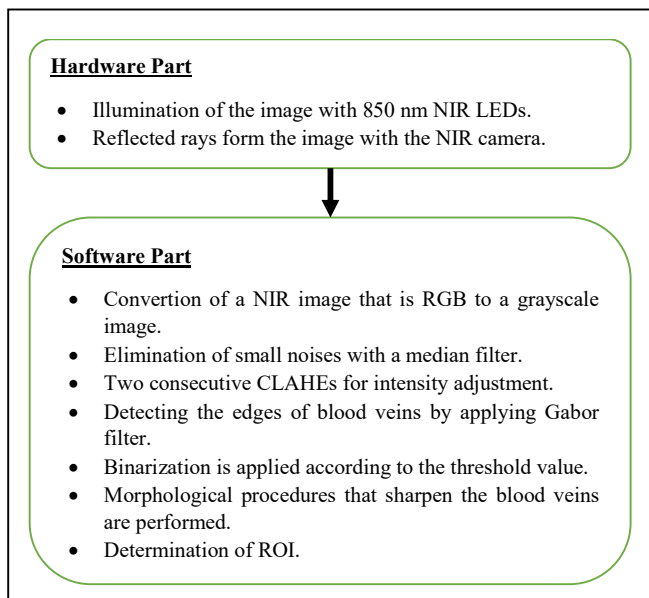 Hardware Part
• Illumination of the image with 850 nm NIR LEDs.
• Reflected rays form the image with the NIR camera.
Software Part
• Convertion of a NIR image that is RGB to a grayscale
image.
• Elimination of small noises with a median filter.
• Two consecutive CLAHEs for intensity adjustment.
• Detecting the edges of blood veins by applying Gabor
filter.
• Binarization is applied according to the threshold value.
• Morphological procedures that sharpen the blood veins
are performed.
• Determination of ROI.